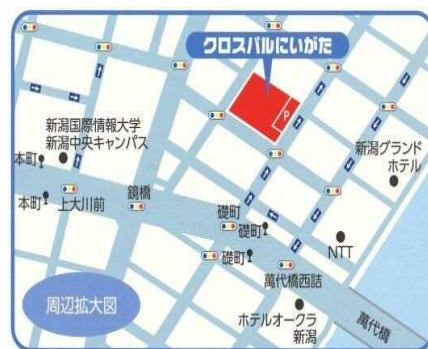 クロスパルにいがた
P
新潟国際情報大学
新潟中央キャンパス
本町
本町
上大川前
鏡橋
礎町
礎町
礎町
新潟グランド
ホテル
NTT
萬代橋西詰
ホテルオークラ
新潟
萬代橋
周辺拡大図